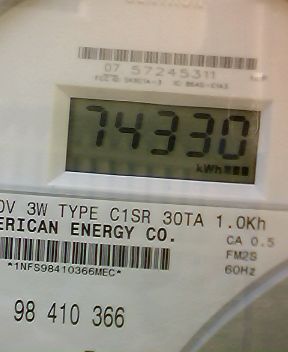 07 57245311
74330
kWh
0V 3W TYPE C1SR 30TA 1.0Kh
ERICAN ENERGY CO.
CA 0.5
*1NFS98410366MEC*
FM2S
60Hz
98 410 366